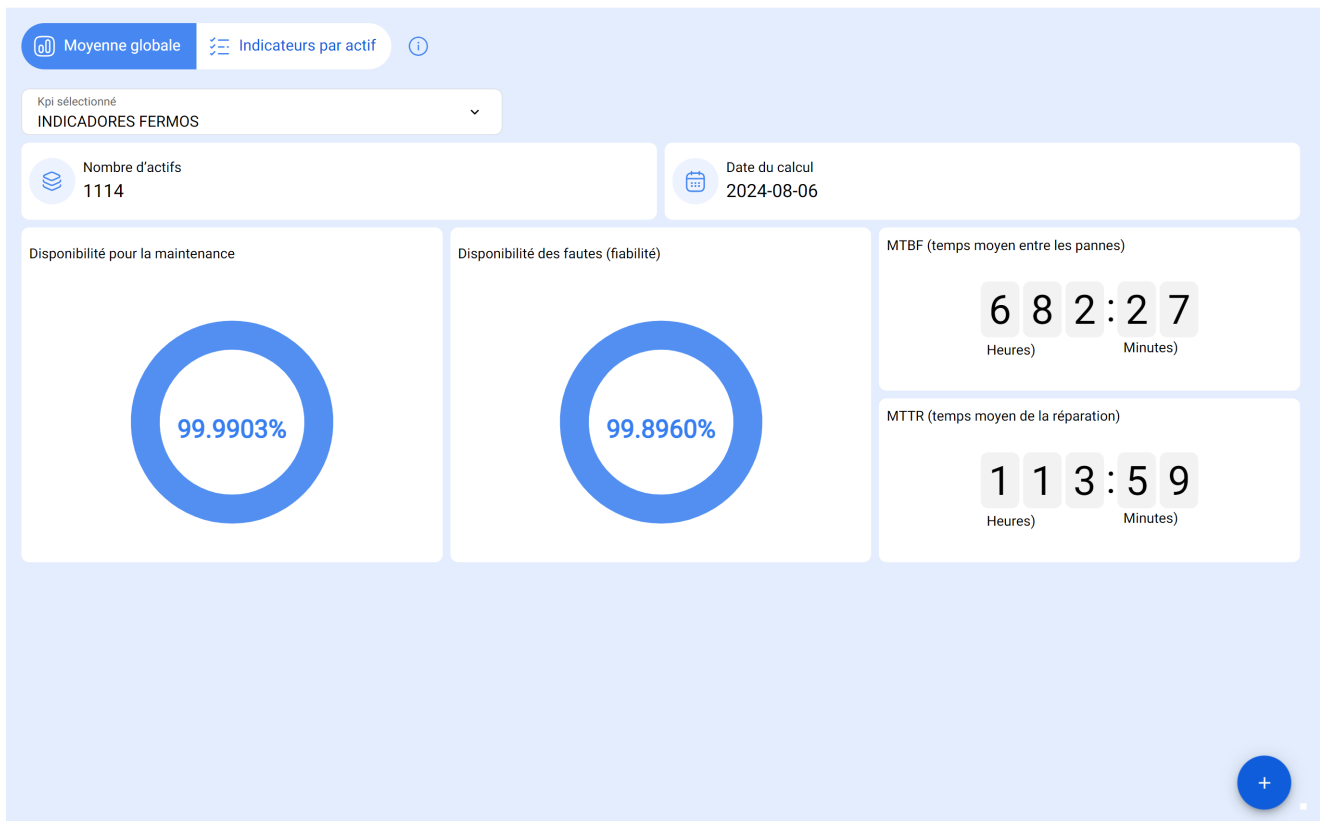 Moyenne globale
Indicateurs par actif
Kpi sélectionné
INDICADORES FERMOS
Nombre d'actifs
1114
Date du calcul
2024-08-06
Disponibilité pour la maintenance
99.9903%
Disponibilité des fautes (fiabilité)
99.8960%
MTBF (temps moyen entre les pannes)
682:27
Heures) Minutes)
MTTR (temps moyen de la réparation)
113:59
Heures) Minutes)
+